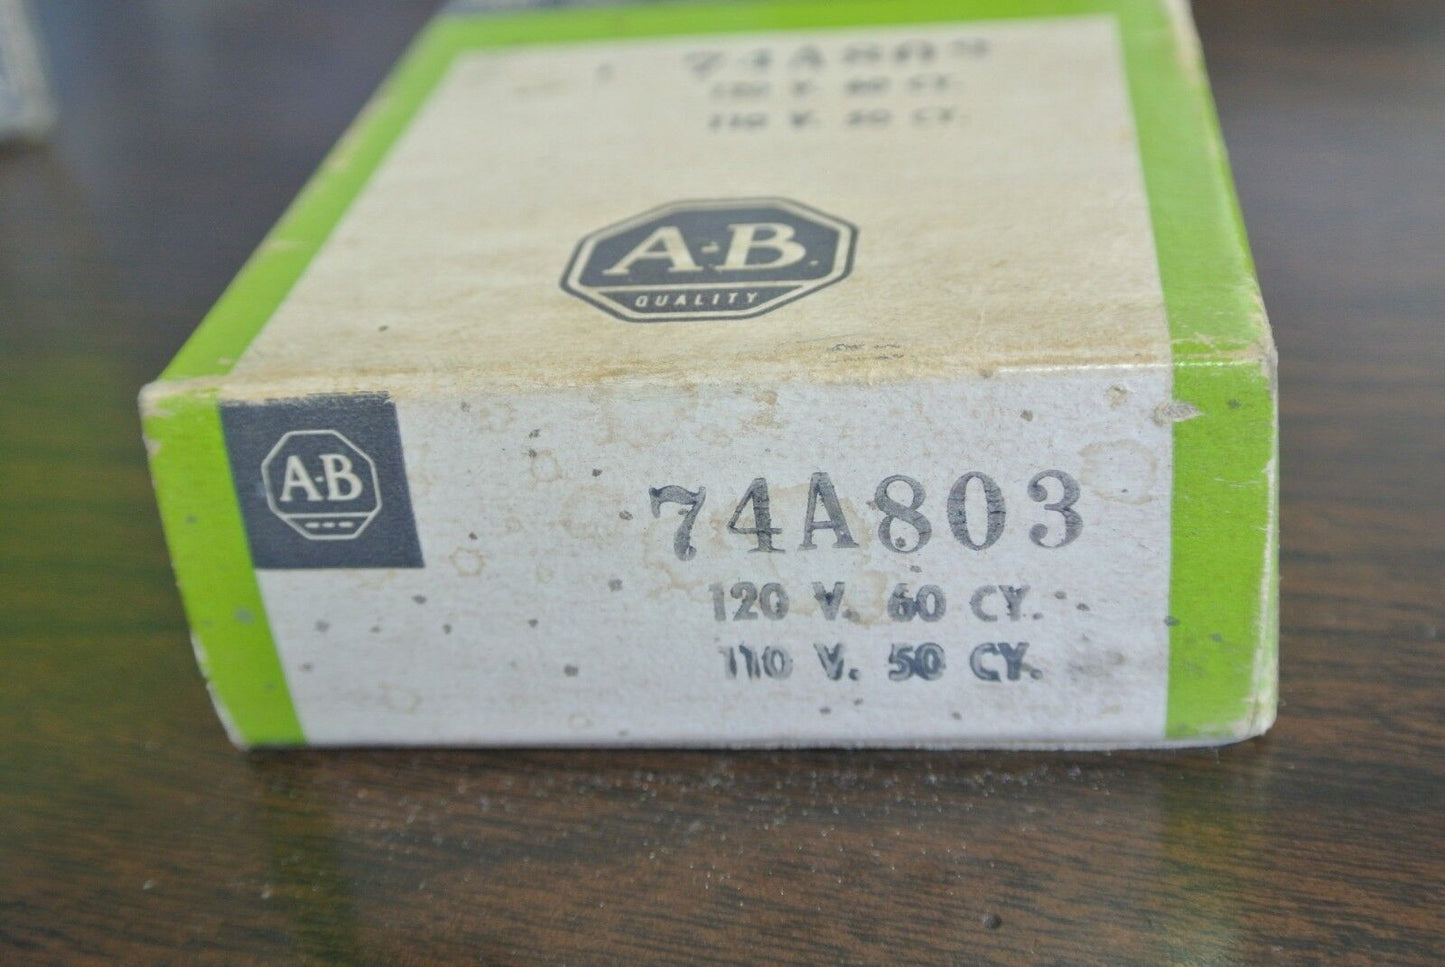 74A803
120 V. 60 CY.
110 V. 50 CY.
A-B
QUALITY
A-B
74A803
120 V. 60 CY.
110 V. 50 CY.